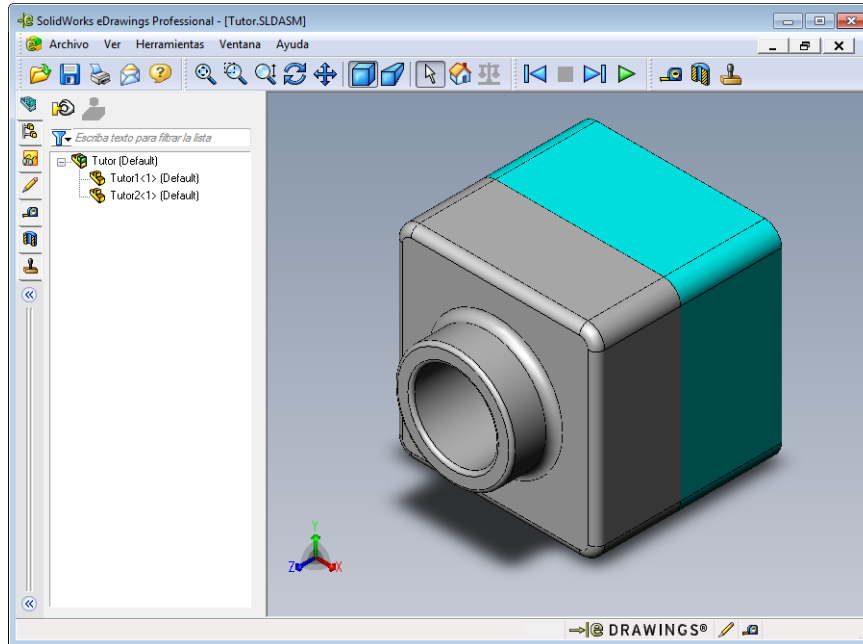 SolidWorks eDrawings Professional - [Tutor.SLDASM]
Archivo Ver Herramientas Ventana Ayuda
Escriba texto para filtrar la lista
Tutor (Default)
Tutor1<1> (Default)
Tutor2<1> (Default)
Y
Z X
e DRAWINGS®